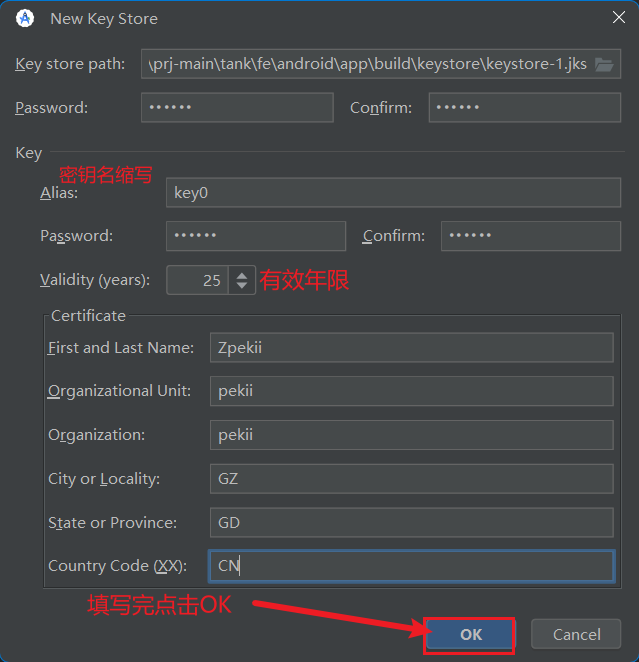 New Key Store
Key store path: \prj-main\tank\fe\android\app\build\keystore\keystore-1.jks
Password: •••••• Confirm: ••••••
Key
密钥名缩写
Alias: key0
Password: •••••• Confirm: ••••••
Validity (years): 25 有效年限
Certificate
First and Last Name: Zpekii
Organizational Unit: pekii
Organization: pekii
City or Locality: GZ
State or Province: GD
Country Code (XX): CN
填写完点击OK
OK Cancel